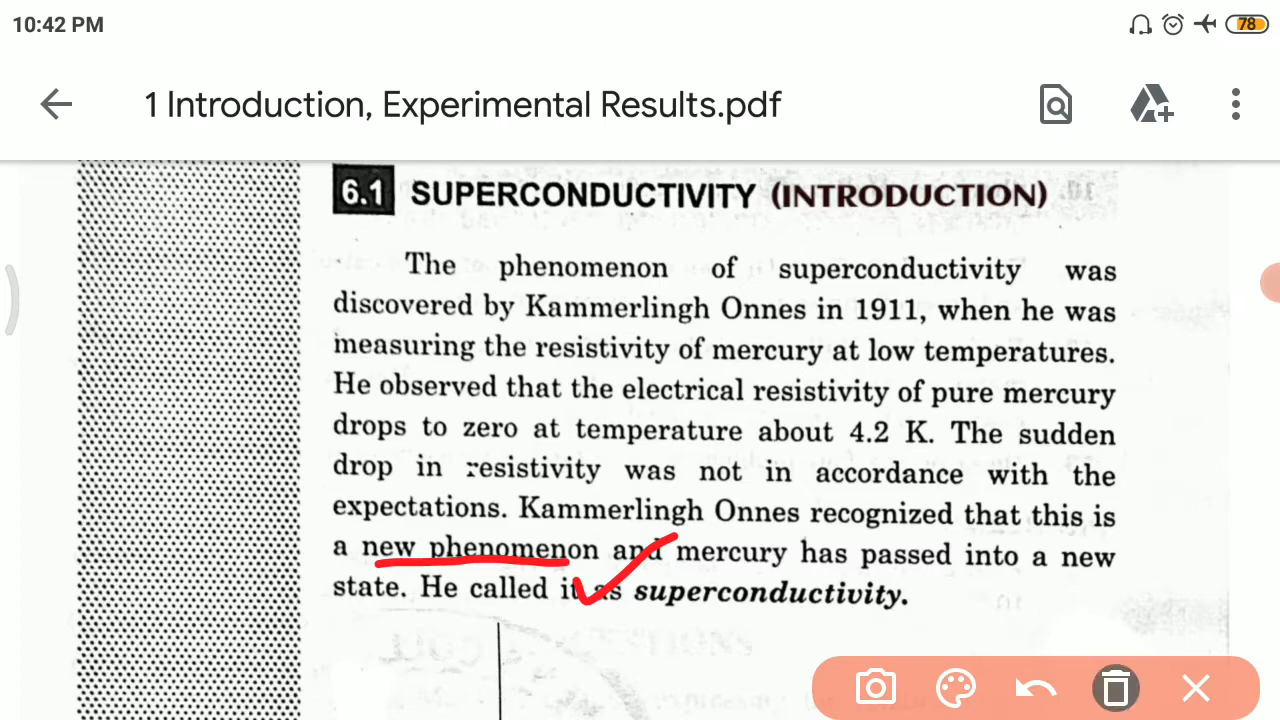 10:42 PM
78
1 Introduction, Experimental Results.pdf
6.1 SUPERCONDUCTIVITY (INTRODUCTION)
The phenomenon of superconductivity was
discovered by Kammerlingh Onnes in 1911, when he was
measuring the resistivity of mercury at low temperatures.
He observed that the electrical resistivity of pure mercury
drops to zero at temperature about 4.2 K. The sudden
drop in resistivity was not in accordance with the
expectations. Kammerlingh Onnes recognized that this is
a new phenomenon and mercury has passed into a new
state. He called it as superconductivity.